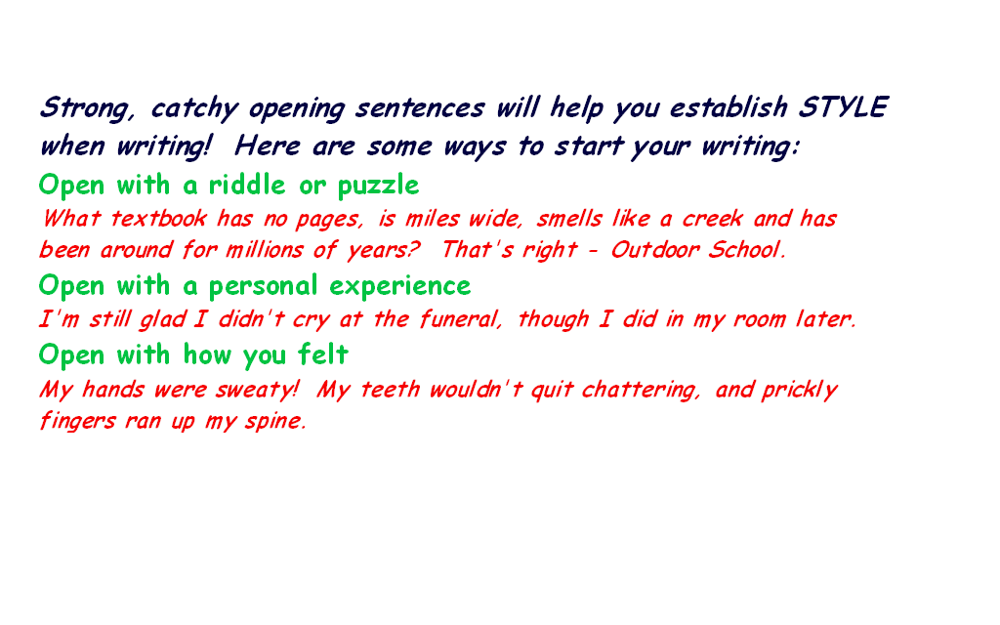 Strong, catchy opening sentences will help you establish STYLE
when writing!  Here are some ways to start your writing:
Open with a riddle or puzzle
What textbook has no pages, is miles wide, smells like a creek and has
been around for millions of years?  That's right - Outdoor School.
Open with a personal experience
I'm still glad I didn't cry at the funeral, though I did in my room later.
Open with how you felt
My hands were sweaty!  My teeth wouldn't quit chattering, and prickly
fingers ran up my spine.